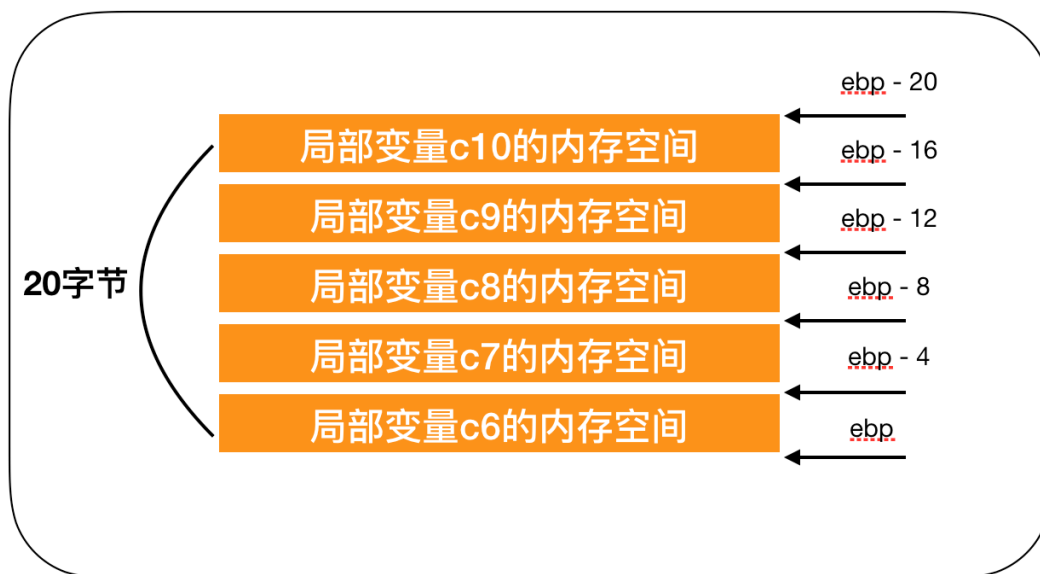 ebp - 20
局部变量c10的内存空间
ebp - 16
局部变量c9的内存空间
ebp - 12
20字节
局部变量c8的内存空间
ebp - 8
局部变量c7的内存空间
ebp - 4
局部变量c6的内存空间
ebp